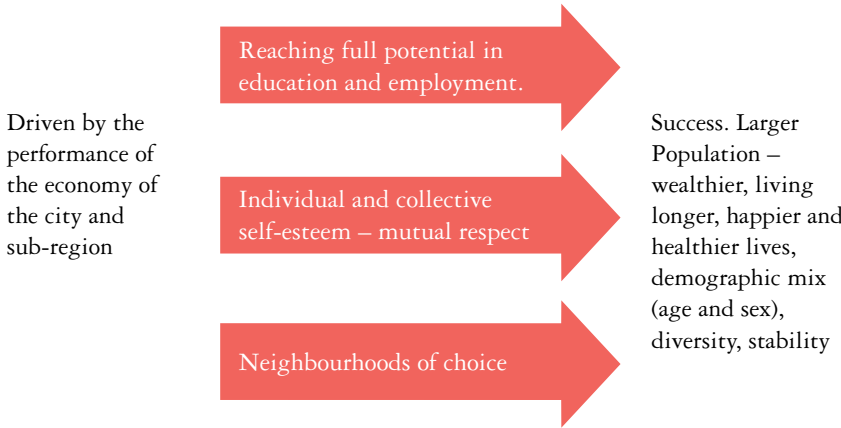 Driven by the
performance of
the economy of
the city and
sub-region
Reaching full potential in
education and employment.
Individual and collective
self-esteem – mutual respect
Neighbourhoods of choice
Success. Larger
Population –
wealthier, living
longer, happier and
healthier lives,
demographic mix
(age and sex),
diversity, stability